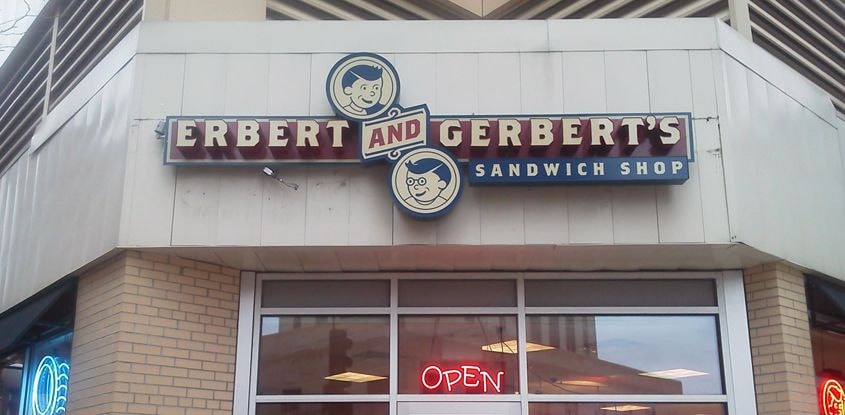 ERBERT AND GERBERT'S
SANDWICH SHOP
OPEN